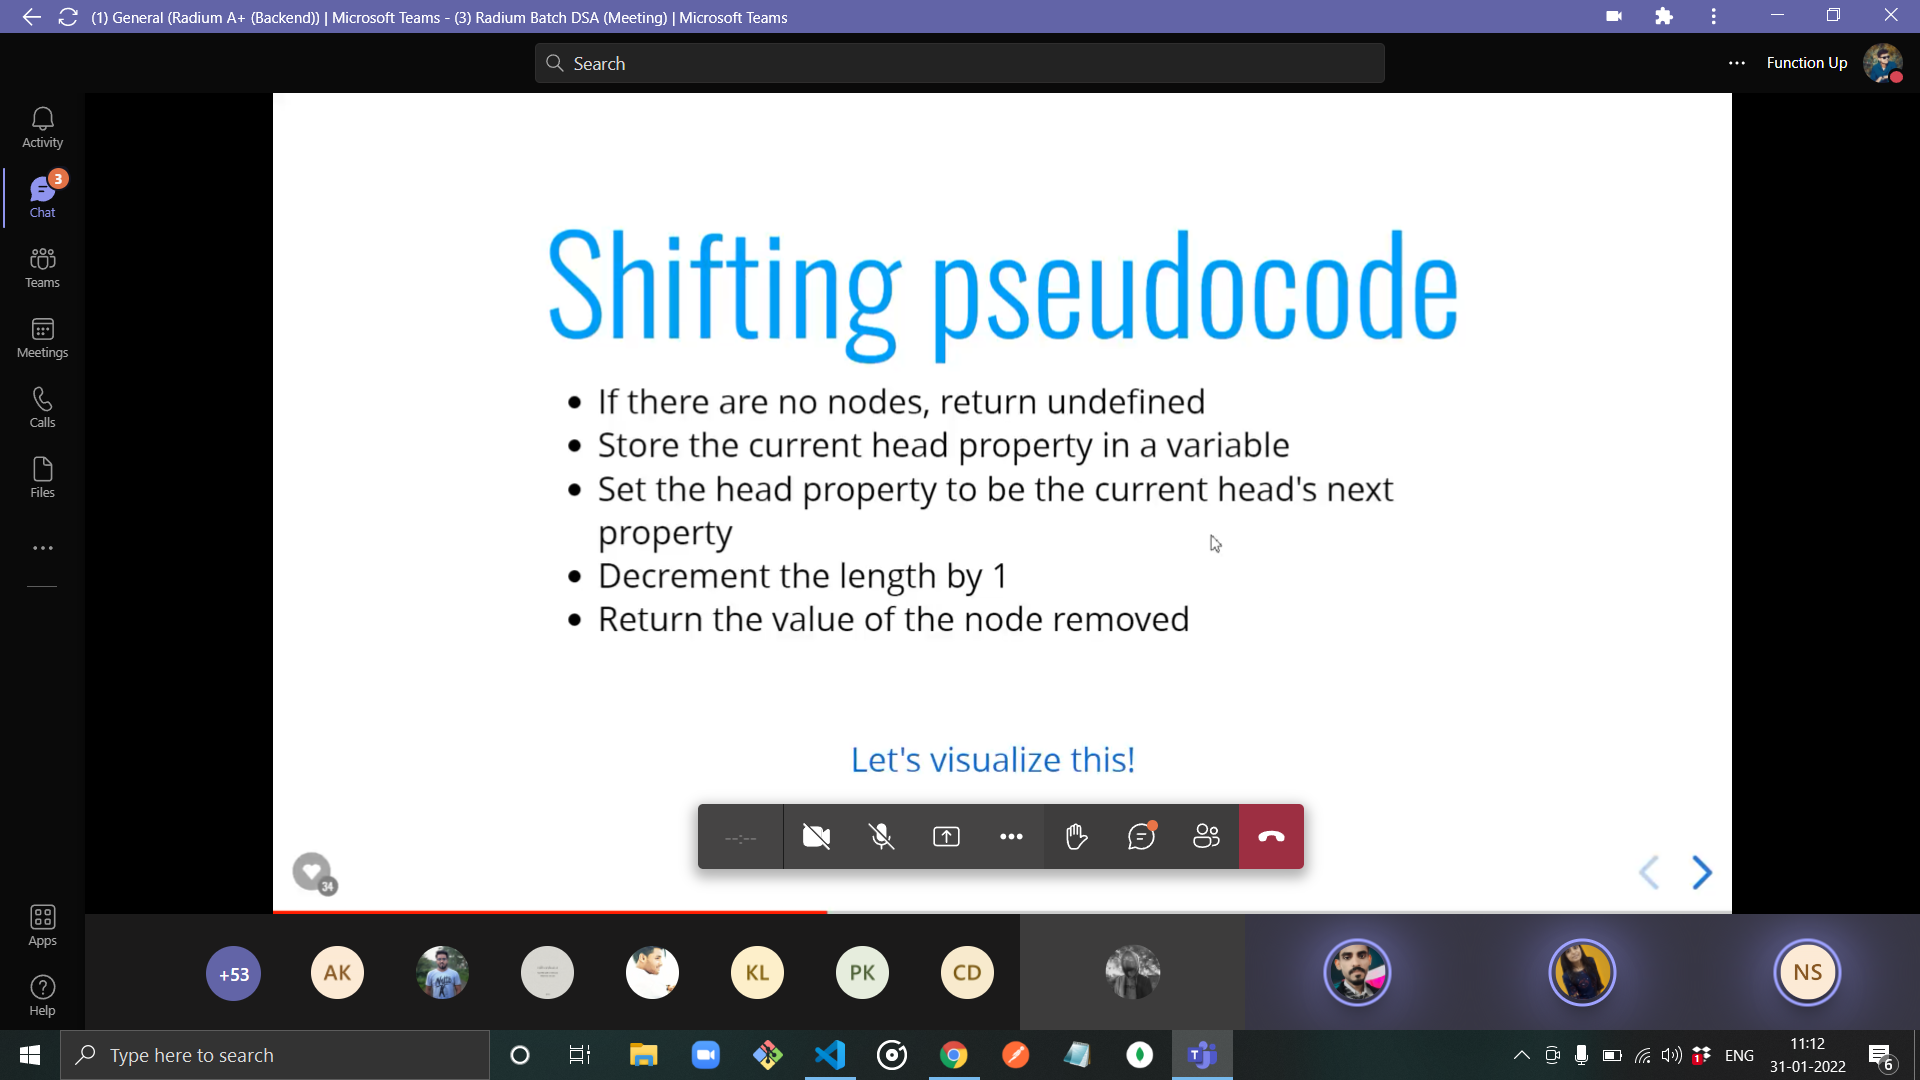 (1) General (Radium A+ (Backend)) | Microsoft Teams - (3) Radium Batch DSA (Meeting) | Microsoft Teams
Search
Function Up
Activity
3
Chat
Teams
Meetings
Calls
Files
Apps
Help
Shifting pseudocode
If there are no nodes, return undefined
Store the current head property in a variable
Set the head property to be the current head's next
property
Decrement the length by 1
Return the value of the node removed
Let's visualize this!
--:--
34
+53
AK
KL
PK
CD
NS
Type here to search
1
ENG
11:12
31-01-2022
6